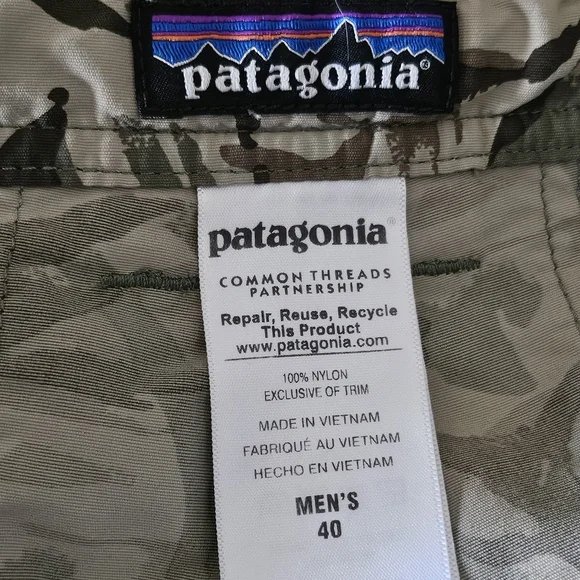 patagonia®
patagonia®
COMMON THREADS
PARTNERSHIP
Repair, Reuse, Recycle
This Product
www.patagonia.com
100% NYLON
EXCLUSIVE OF TRIM
MADE IN VIETNAM
FABRIQUÉ AU VIETNAM
HECHO EN VIETNAM
MEN'S
40